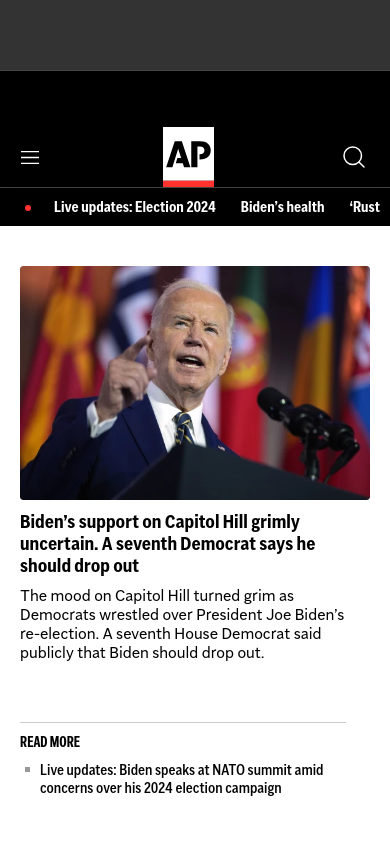 AP
Live updates: Election 2024 Biden’s health ‘Rust
Biden’s support on Capitol Hill grimly
uncertain. A seventh Democrat says he
should drop out
The mood on Capitol Hill turned grim as
Democrats wrestled over President Joe Biden’s
re-election. A seventh House Democrat said
publicly that Biden should drop out.
READ MORE
Live updates: Biden speaks at NATO summit amid
concerns over his 2024 election campaign